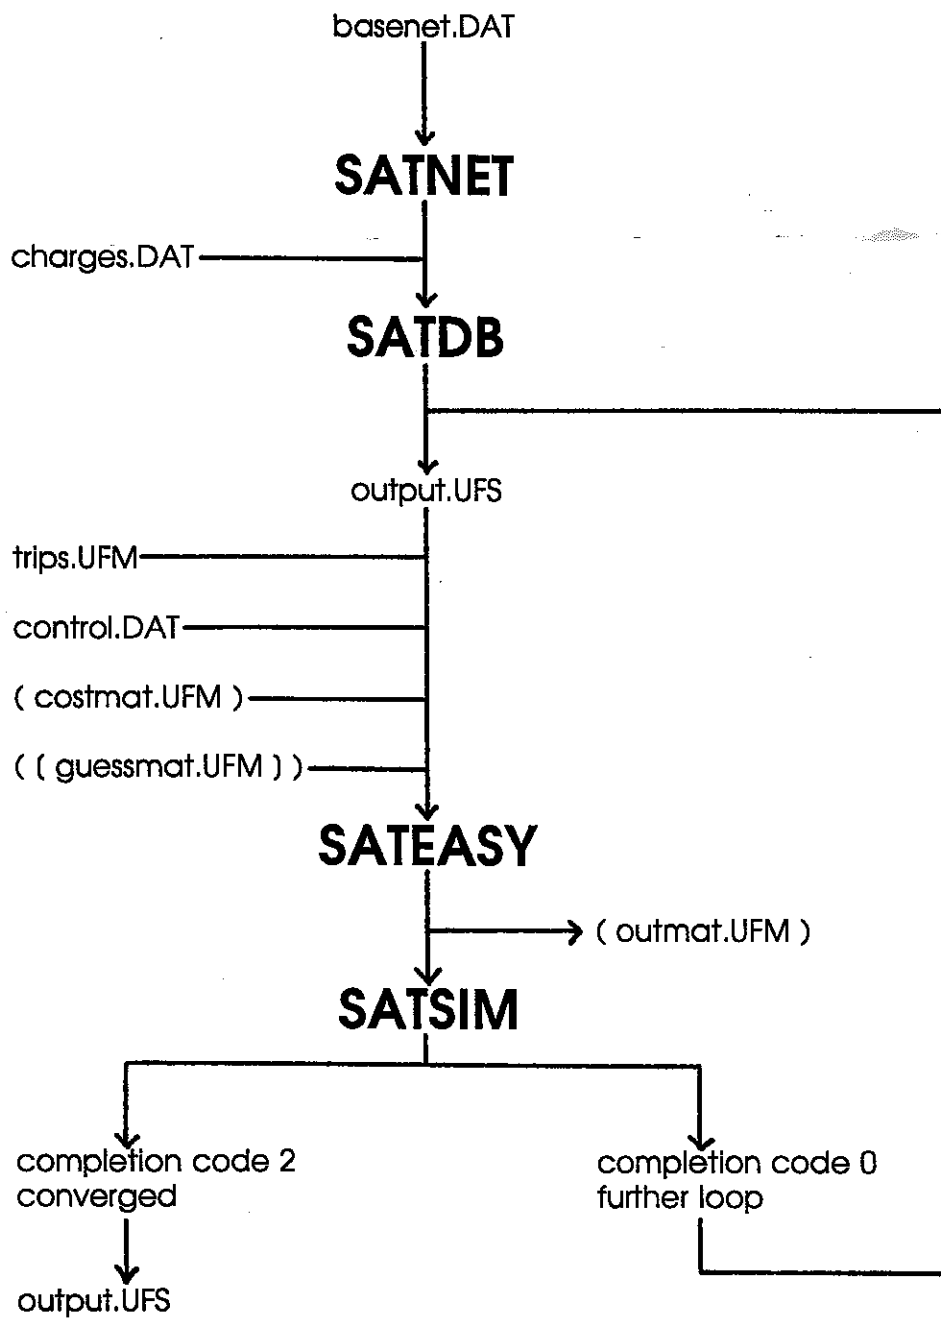 basenet.DAT
SATNET
charges.DAT
SATDB
output.UFS
trips.UFM
control.DAT
( costmat.UFM )
( ( guessmat.UFM ) )
SATEASY
( outmat.UFM )
SATSIM
completion code 2
converged
completion code 0
further loop
output.UFS